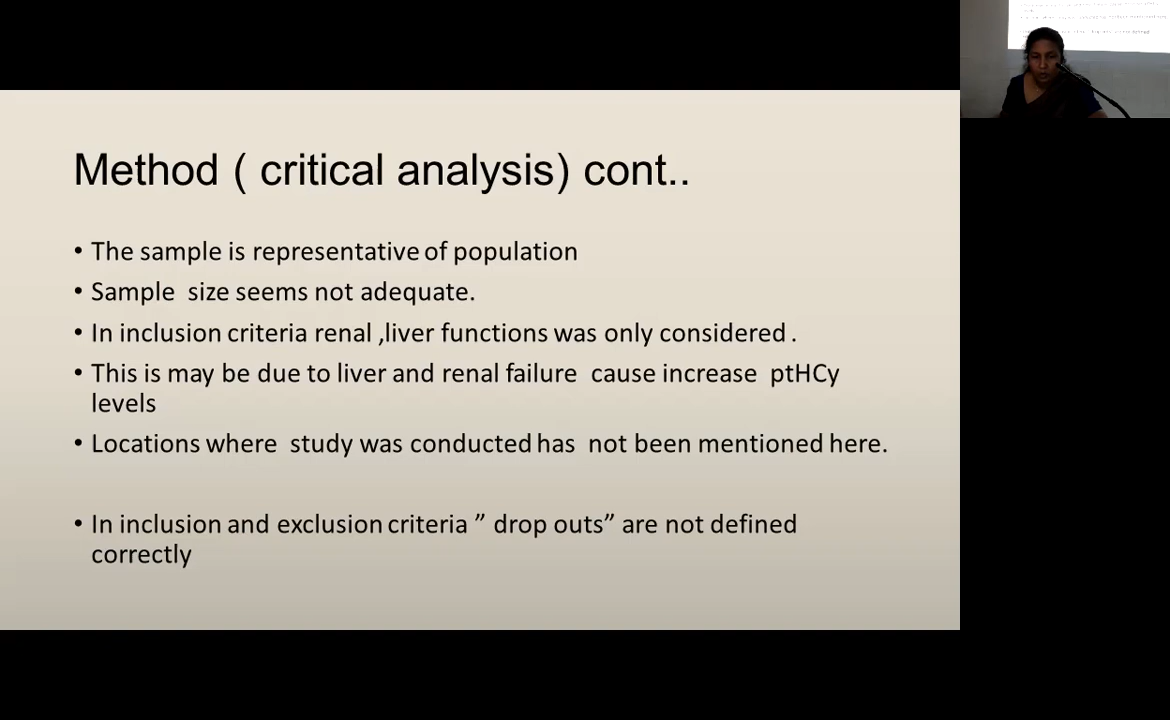 Method ( critical analysis) cont..
• The sample is representative of population
• Sample size seems not adequate.
• In inclusion criteria renal ,liver functions was only considered .
• This is may be due to liver and renal failure cause increase ptHCy
levels
• Locations where study was conducted has not been mentioned here.
• In inclusion and exclusion criteria ” drop outs” are not defined
correctly